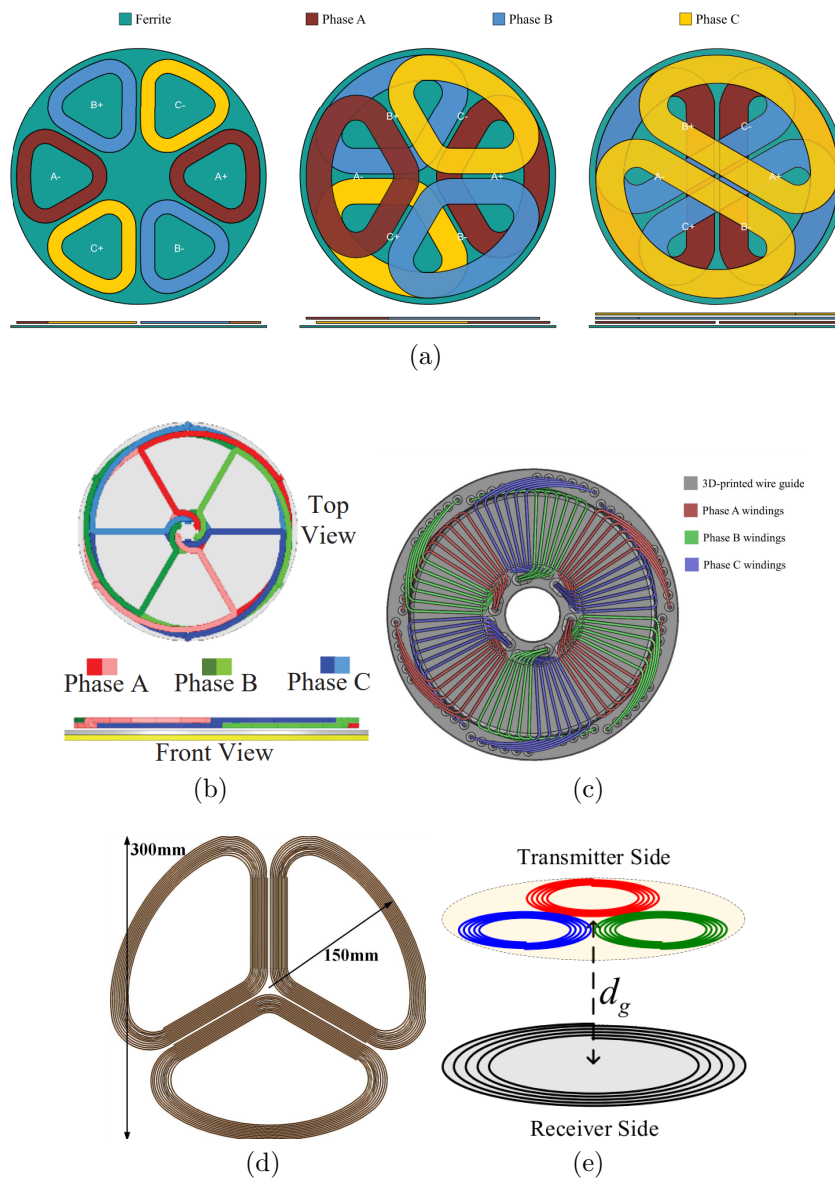 Ferrite Phase A Phase B Phase C
B+ C- A- A+ C+ B-
B+ C- A- A+ C+ B-
B+ C- A- A+ C+ B-
(a)
Top
View
Phase A Phase B Phase C
Front View
(b)
3D-printed wire guide
Phase A windings
Phase B windings
Phase C windings
(c)
300mm
150mm
(d)
Transmitter Side
d_g
Receiver Side
(e)